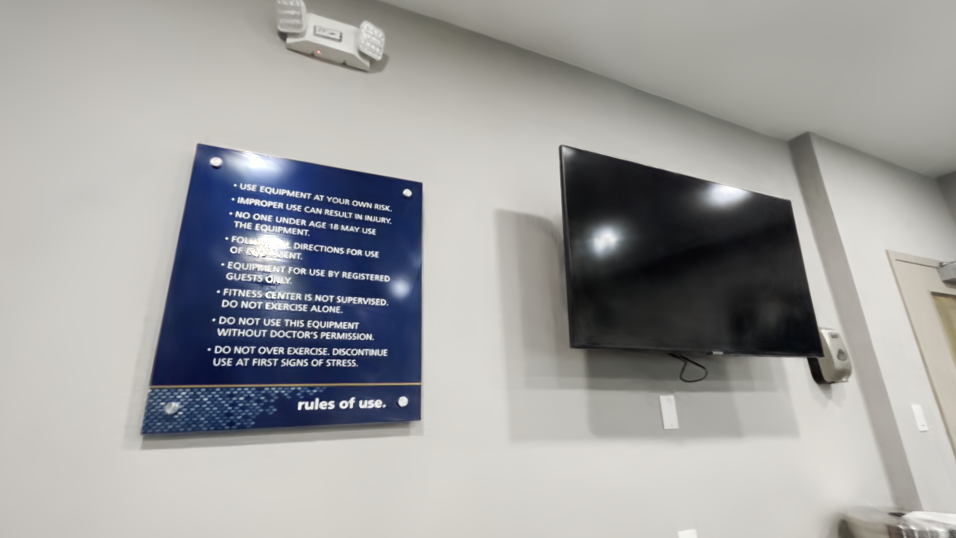 • USE EQUIPMENT AT YOUR OWN RISK.
• IMPROPER USE CAN RESULT IN INJURY.
• NO ONE UNDER AGE 18 MAY USE
THE EQUIPMENT.
• DIRECTIONS FOR USE
OF
• EQUIPMENT FOR USE BY REGISTERED
GUESTS ONLY.
• FITNESS CENTER IS NOT SUPERVISED.
DO NOT EXERCISE ALONE.
• DO NOT USE THIS EQUIPMENT
WITHOUT DOCTOR'S PERMISSION.
• DO NOT OVER EXERCISE. DISCONTINUE
USE AT FIRST SIGNS OF STRESS.
rules of use.